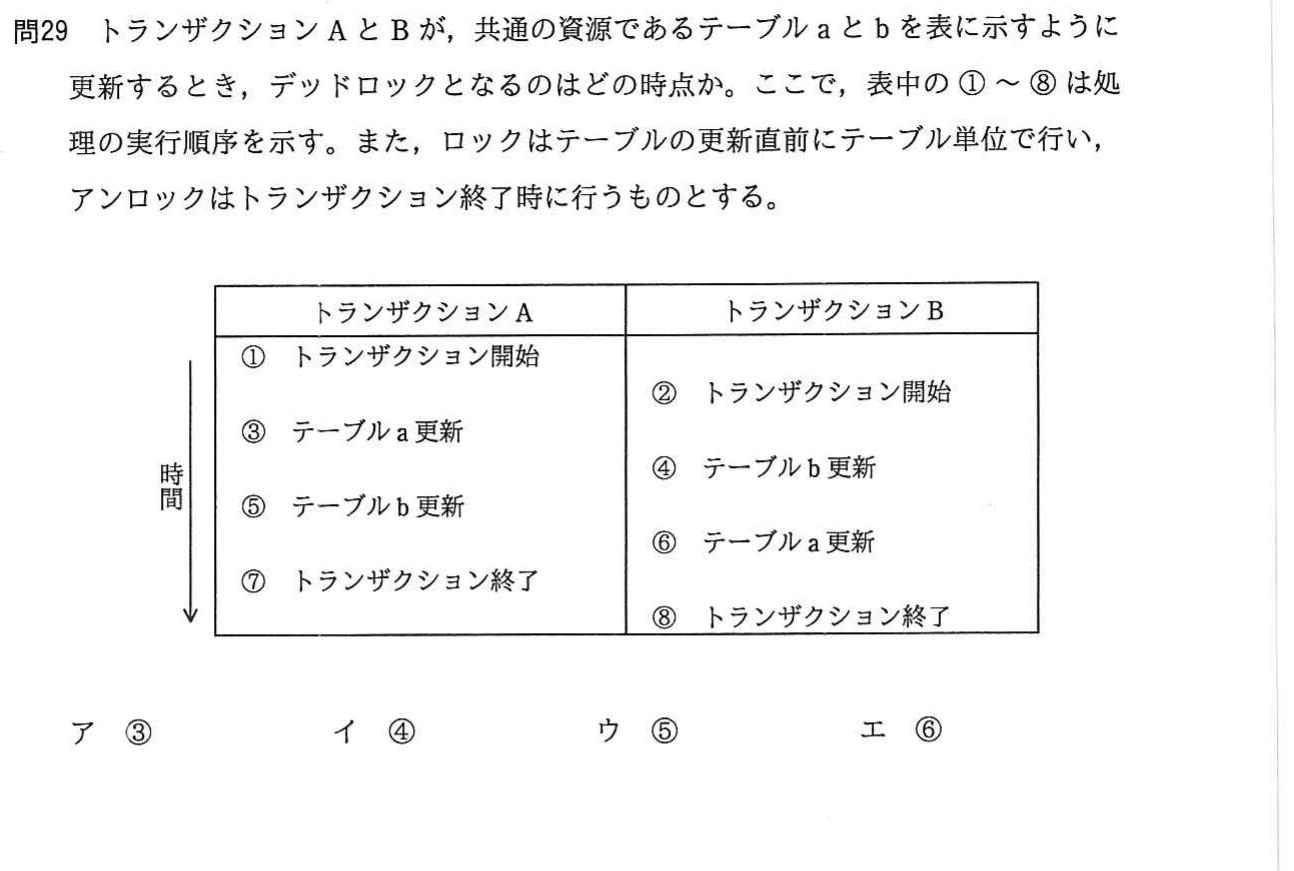 問29　トランザクション A と B が，共通の資源であるテーブル a と b を表に示すように
更新するとき，デッドロックとなるのはどの時点か。ここで，表中の ① ～ ⑧ は処
理の実行順序を示す。また，ロックはテーブルの更新直前にテーブル単位で行い，
アンロックはトランザクション終了時に行うものとする。
トランザクション A　トランザクション B
時間
①　トランザクション開始
②　トランザクション開始
③　テーブル a 更新
④　テーブル b 更新
⑤　テーブル b 更新
⑥　テーブル a 更新
⑦　トランザクション終了
⑧　トランザクション終了
ア　③　イ　④　ウ　⑤　エ　⑥